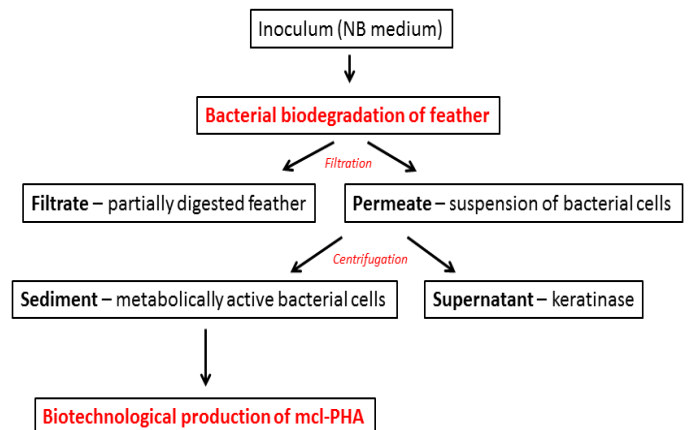 Inoculum (NB medium)
Bacterial biodegradation of feather
Filtration
Filtrate – partially digested feather
Permeate – suspension of bacterial cells
Centrifugation
Sediment – metabolically active bacterial cells
Supernatant – keratinase
Biotechnological production of mcl-PHA